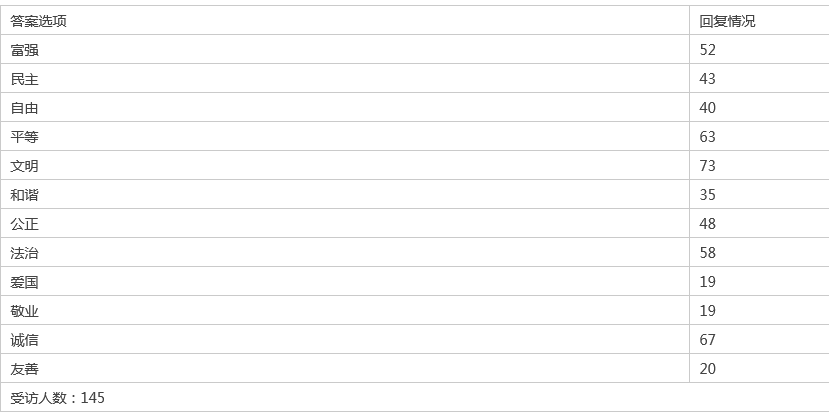 答案选项 回复情况
富强 52
民主 43
自由 40
平等 63
文明 73
和谐 35
公正 48
法治 58
爱国 19
敬业 19
诚信 67
友善 20
受访人数：145